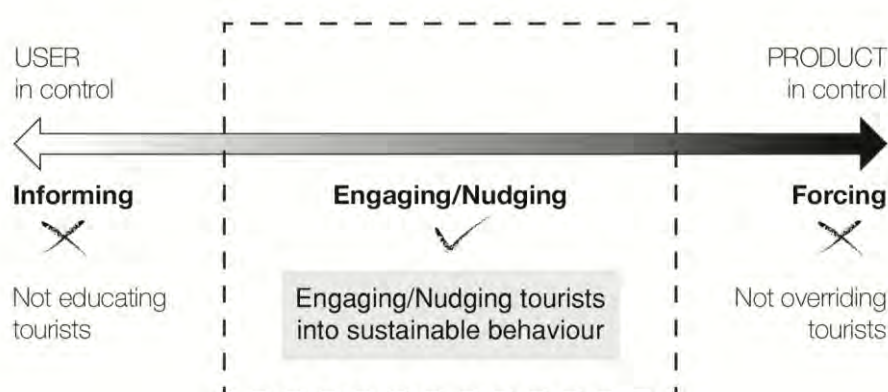 USER
in control
PRODUCT
in control
Informing
Engaging/Nudging
Forcing
Not educating
tourists
Engaging/Nudging tourists
into sustainable behaviour
Not overriding
tourists